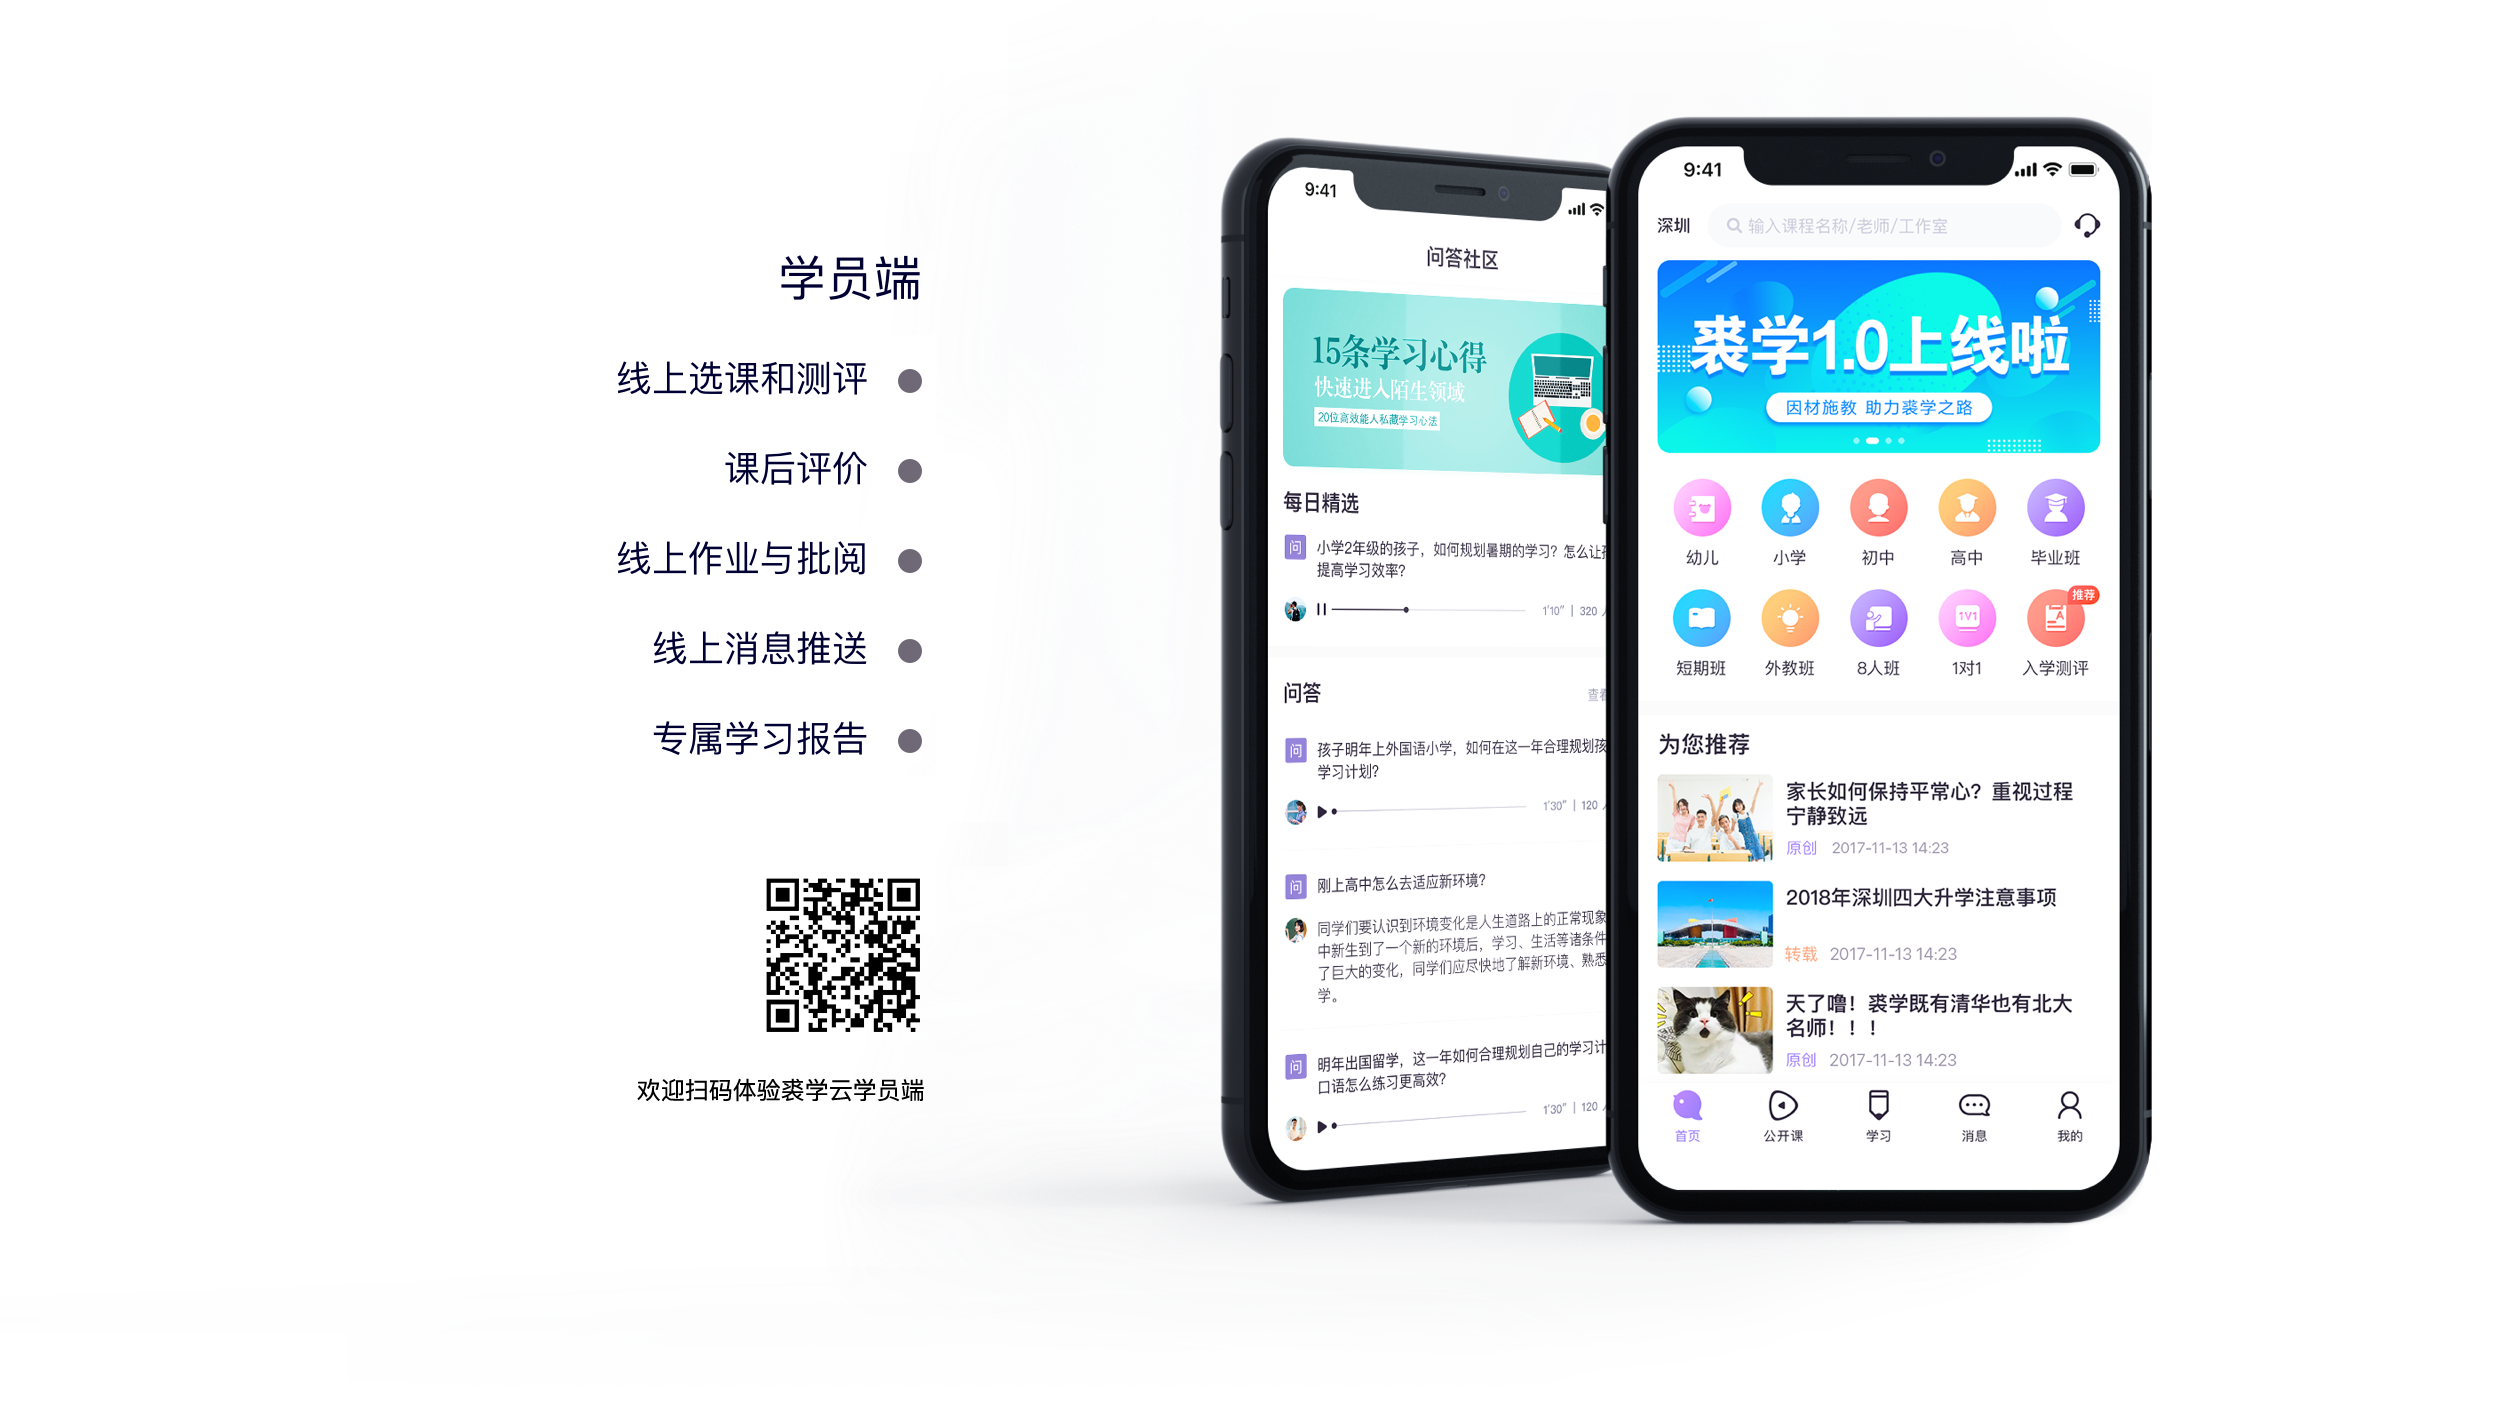 学员端
线上选课和测评
课后评价
线上作业与批阅
线上消息推送
专属学习报告
欢迎扫码体验裘学云学员端
9:41
问答社区
15条学习心得
快速进入陌生领域
20位高效能人私藏学习心法
每日精选
问 小学2年级的孩子，如何规划暑期的学习？怎么让
提高学习效率？
1'10" | 320
问答
查看
问 孩子明年上外国语小学，如何在这一年合理规划孩
学习计划？
1'30" | 120
问 刚上高中怎么去适应新环境？
同学们要认识到环境变化是人生道路上的正常现象
中新生到了一个新的环境后，学习、生活等诸条件
了巨大的变化，同学们应尽快地了解新环境、熟悉
学。
问 明年出国留学，这一年如何合理规划自己的学习计
口语怎么练习更高效？
1'30" | 120
9:41
深圳 输入课程名称/老师/工作室
裘学1.0上线啦
因材施教 助力裘学之路
幼儿 小学 初中 高中 毕业班
1V1 A 推荐
短期班 外教班 8人班 1对1 入学测评
为您推荐
家长如何保持平常心？重视过程
宁静致远
原创 2017-11-13 14:23
2018年深圳四大升学注意事项
转载 2017-11-13 14:23
天了噜！裘学既有清华也有北大
名师！！！
原创 2017-11-13 14:23
首页 公开课 学习 消息 我的